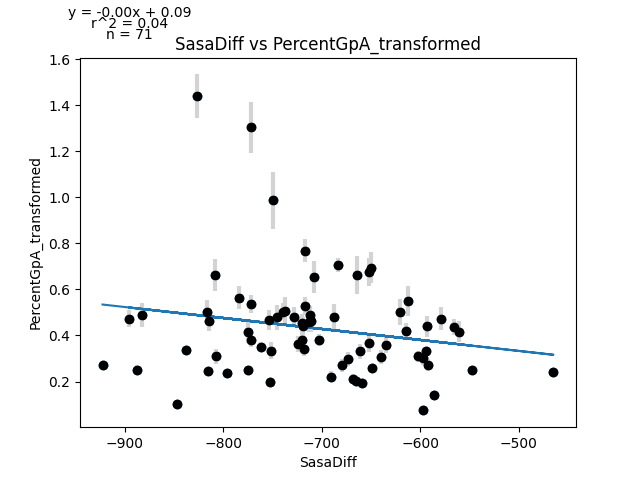 y = -0.00x + 0.09
r^2 = 0.04
n = 71
SasaDiff vs PercentGpA_transformed
1.6
1.4
1.2
1.0
0.8
0.6
0.4
0.2
PercentGpA_transformed
−900
−800
−700
−600
−500
SasaDiff